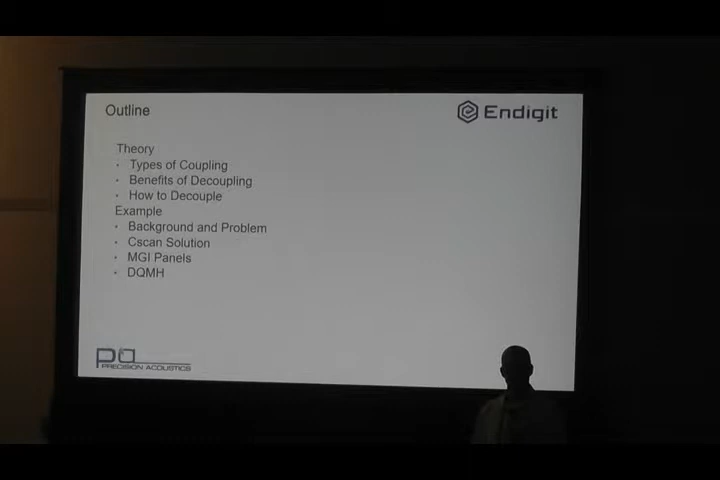 Outline
Endigit
Theory
· Types of Coupling
· Benefits of Decoupling
· How to Decouple
Example
· Background and Problem
· Cscan Solution
· MGI Panels
· DQMH
pa
PRECISION ACOUSTICS